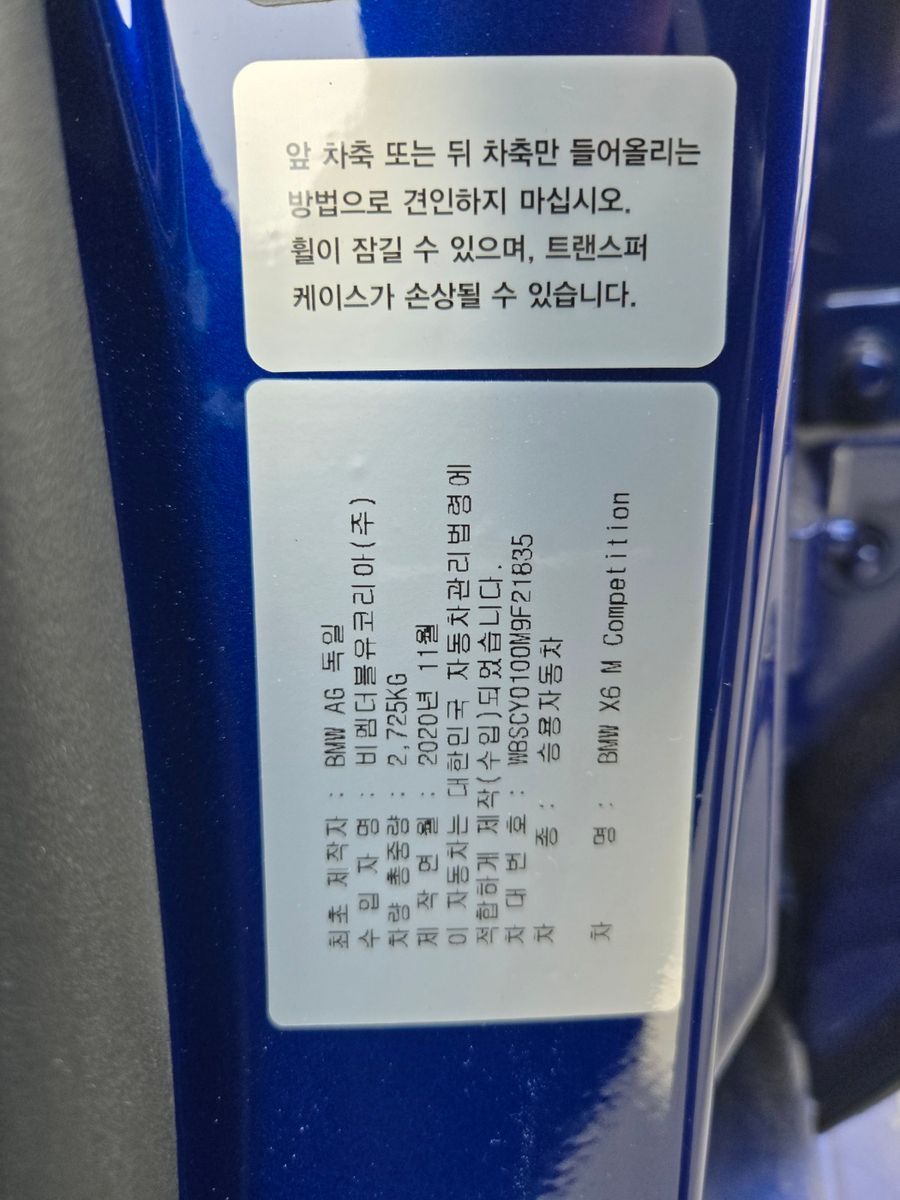 앞 차축 또는 뒤 차축만 들어올리는
방법으로 견인하지 마십시오.
휠이 잠길 수 있으며, 트랜스퍼
케이스가 손상될 수 있습니다.
최초 제작자 : BMW AG 독일
수 입 자 명 : 비엠더블유코리아(주)
차량 총중량 : 2,725KG
제 작 연 월 : 2020년 11월
이 자동차는 대한민국 자동차관리법령에
적합하게 제작(수입)되었습니다.
차 대 번 호 : WBSCY0100M9F21835
차 종 : 승용자동차
차 명 : BMW X6 M Competition